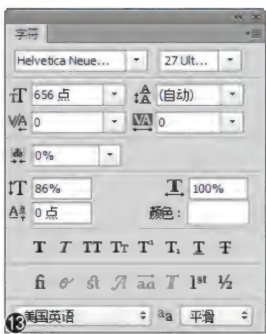 字符
Helvetica Neue... 27 Ult...
656 点 (自动)
0 0
0%
86% 100%
0 点 颜色：
T T TT Tr T¹ T₁ T T
fi st A ad T 1st ½
13 美国英语 aa 平滑